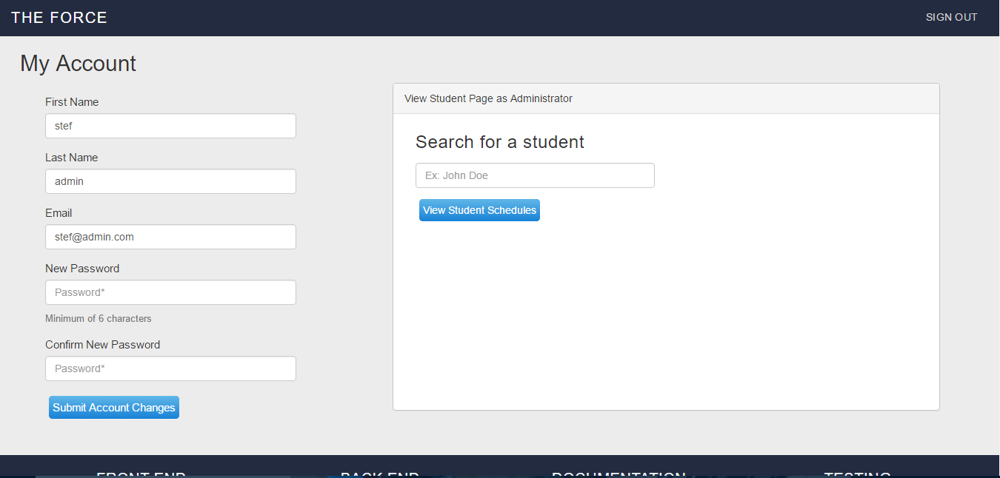 THE FORCE
SIGN OUT
My Account
First Name
stef
Last Name
admin
Email
stef@admin.com
New Password
Password*
Minimum of 6 characters
Confirm New Password
Password*
Submit Account Changes
View Student Page as Administrator
Search for a student
Ex: John Doe
View Student Schedules
FRONT END
BACK END
DOCUMENTATION
TESTING